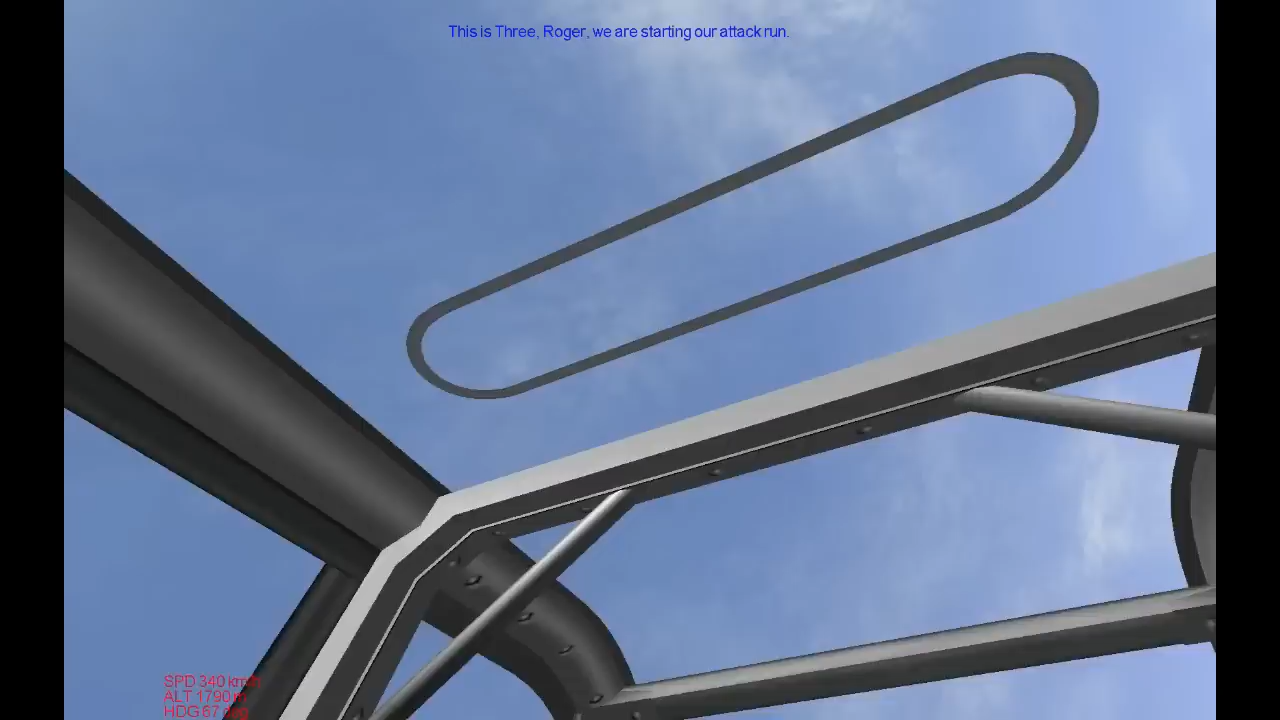 This is Three, Roger, we are starting our attack run.
SPD 340 km/h
ALT 1790 m
HDG 67 deg